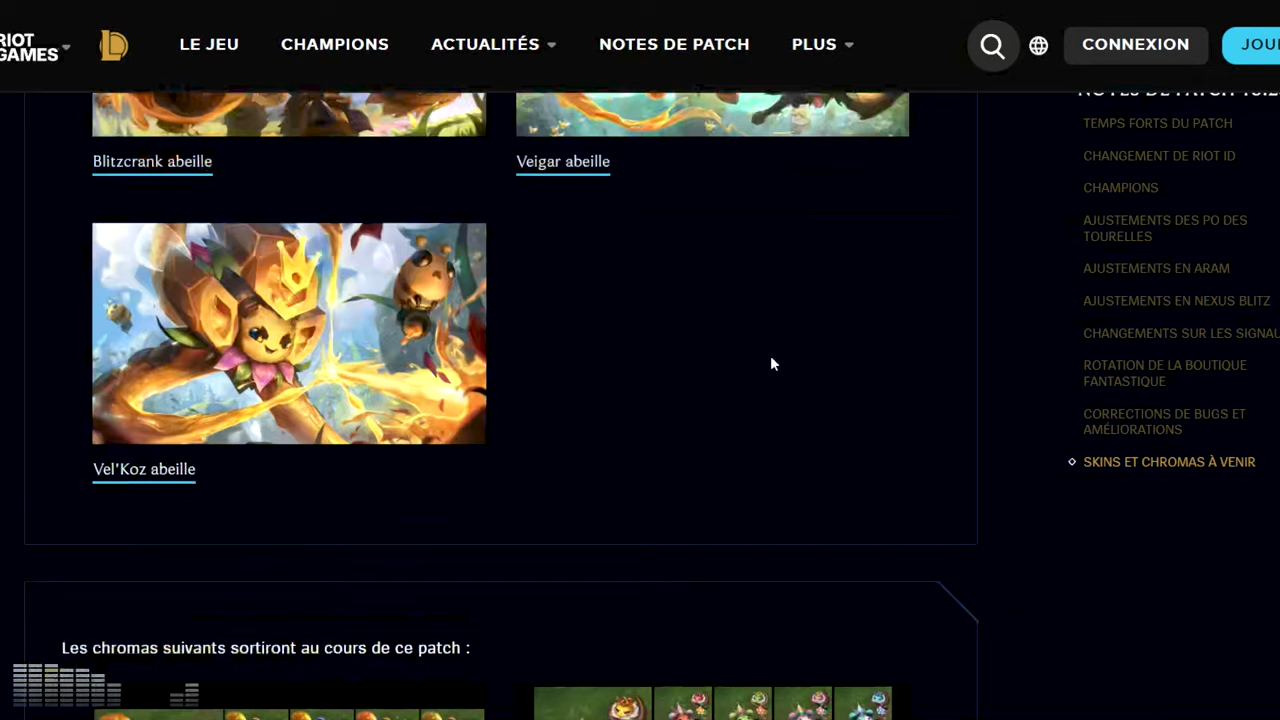 RIOT
GAMES
LE JEU
CHAMPIONS
ACTUALITÉS
NOTES DE PATCH
PLUS
CONNEXION
TEMPS FORTS DU PATCH
CHANGEMENT DE RIOT ID
CHAMPIONS
AJUSTEMENTS DES PO DES
TOURELLES
AJUSTEMENTS EN ARAM
AJUSTEMENTS EN NEXUS BLITZ
CHANGEMENTS SUR LES
ROTATION DE LA BOUTIQUE
FANTASTIQUE
CORRECTIONS DE BUGS ET
AMÉLIORATIONS
SKINS ET CHROMAS À VENIR
Blitzcrank abeille
Veigar abeille
Vel'Koz abeille
Les chromas suivants sortiront au cours de ce patch :